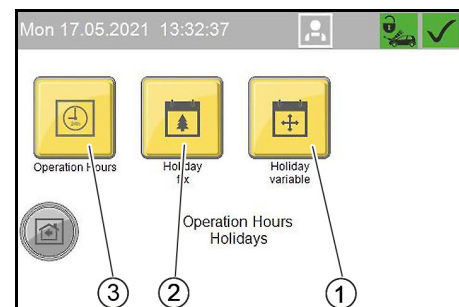 Mon 17.05.2021 13:32:37
24h
Operation Hours
Holiday
fix
Holiday
variable
Operation Hours
Holidays
3
2
1